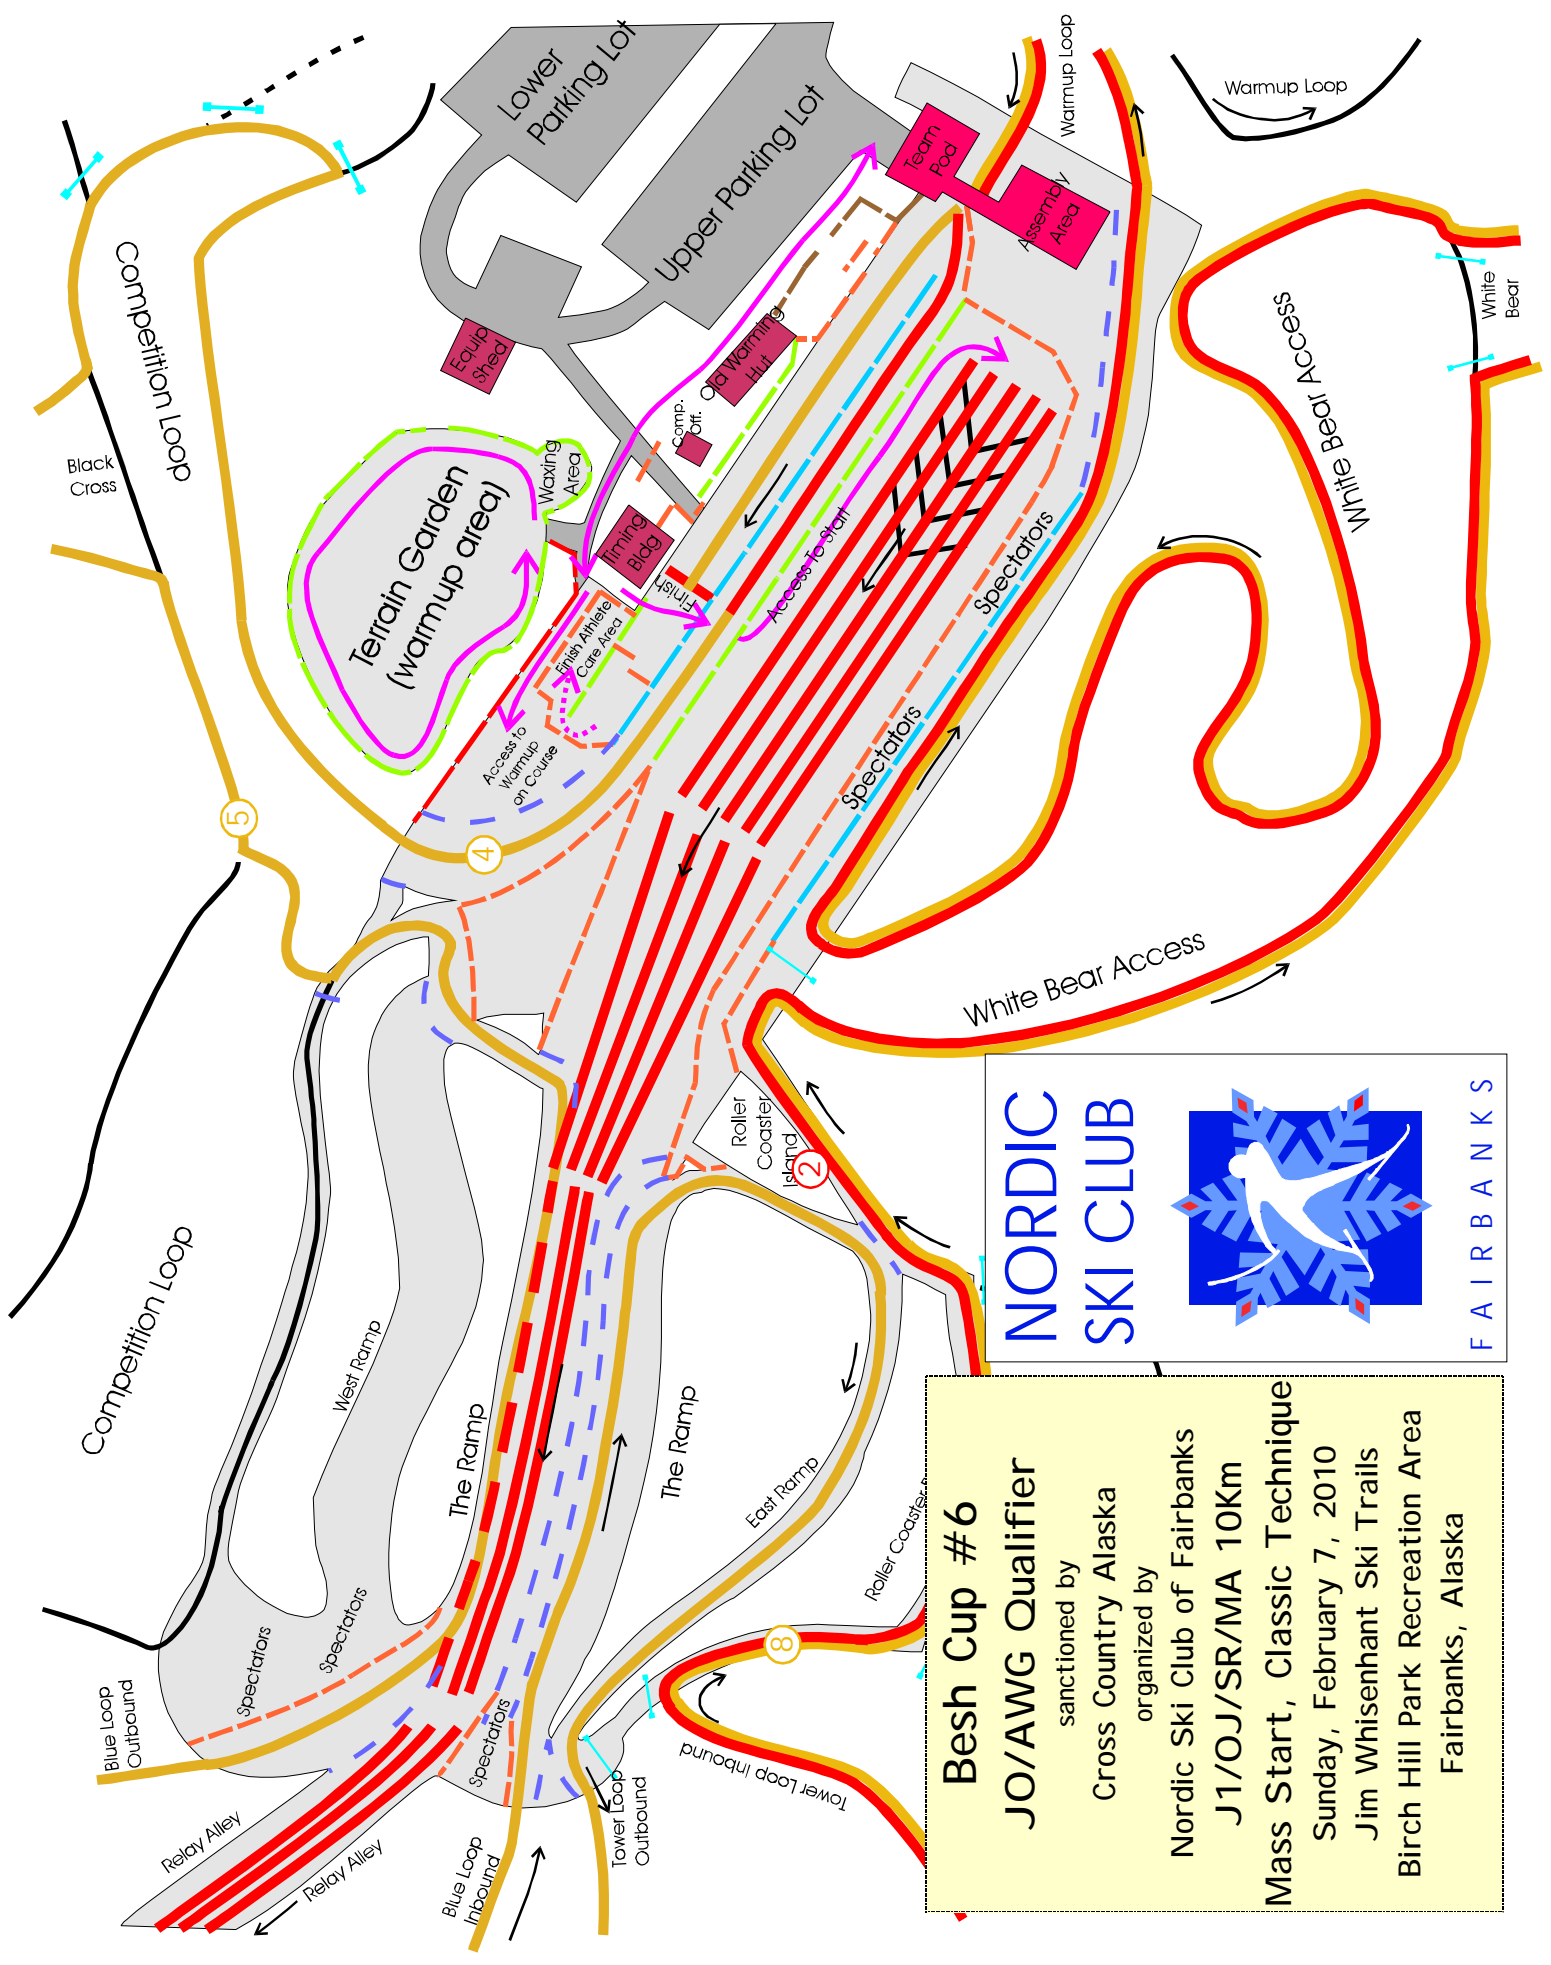 Lower
Parking Lot
Upper Parking Lot
Team
Pod
Assembly
Area
Warmup Loop
Warmup Loop
Competition Loop
Black
Cross
Equip
Shed
Old Warming
Hut
Comp.
Off.
Waxing
Area
Terrain Garden
(warmup area)
Timing
Bldg
Finish
Finish Athlete
Care Area
Access to
Warmup
on Course
Access To Start
Spectators
Spectators
White Bear Access
White
Bear
White Bear Access
5
4
Roller
Coaster
Island
2
Competition Loop
West Ramp
The Ramp
The Ramp
East Ramp
Roller Coaster
Spectators
Spectators
Spectators
8
Blue Loop
Outbound
Tower Loop Inbound
Tower Loop
Outbound
Relay Alley
Relay Alley
Blue Loop
Inbound
NORDIC
SKI CLUB
FAIRBANKS
Besh Cup #6
JO/AWG Qualifier
sanctioned by
Cross Country Alaska
organized by
Nordic Ski Club of Fairbanks
J1/OJ/SR/MA 10Km
Mass Start, Classic Technique
Sunday, February 7, 2010
Jim Whisenhant Ski Trails
Birch Hill Park Recreation Area
Fairbanks, Alaska